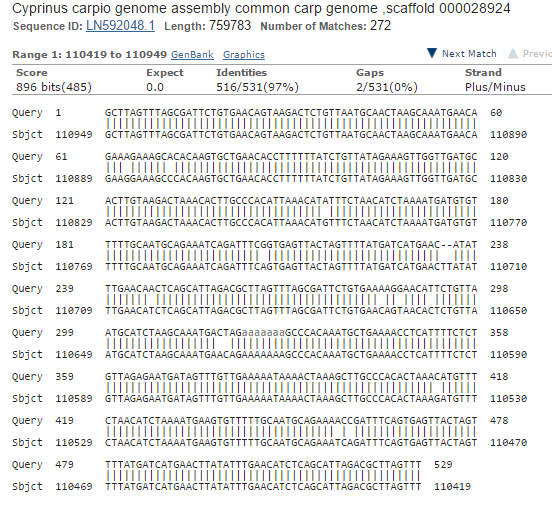 Cyprinus carpio genome assembly common carp genome ,scaffold 000028924
Sequence ID: LN592048.1 Length: 759783 Number of Matches: 272
Range 1: 110419 to 110949 GenBank Graphics Next Match Previo
Score Expect Identities Gaps Strand
896 bits(485) 0.0 516/531(97%) 2/531(0%) Plus/Minus
Query 1 GCTTAGTTTAGCGATTCTGTGAACAGTAAGACTCTGTTAATGCAACTAAGCAAATGAACA 60
Sbjct 110949 GCTTAGTTTAGCGATTCTGTGAACAGTAAGACTCTGTTAATGCAACTAAGCAAATGAACA 110890
Query 61 GAAAGAAAGCACACAAGTGCTGAACACCTTTTTTATCTGTTATAGAAAGTTGGTTGATGC 120
Sbjct 110889 GAAGGAAAGCCCACAAGTGCTGAACACCTTTTTTATCTGTTATAGAAAGTTGGTTGATGC 110830
Query 121 ACTTGTAAGACTAAACACTTGCCCACATTAAACATATTTCTAACATCTAAAATGATGTGT 180
Sbjct 110829 ACTTGTAAGACTAAACACTTGCCCACATTAAACATGTTTCTAACATCTAAAATGATGTGT 110770
Query 181 TTTTGCAATGCAGAAATCAGATTTCGGTGAGTTACTAGTTTTATGATCATGAAC--ATAT 238
Sbjct 110769 TTTTGCAATGCAGAAATCAGATTTCAGTGAGTTACTAGTTTTATGATCATGAACTTATAT 110710
Query 239 TTGAACAACTCAGCATTAGACGCTTAGTTTAGCGATTCTGTGAAAAGGAACATTCTGTTA 298
Sbjct 110709 TTGAACATCTCAGCATTAGACGCTTAGTTTAGCGATTCTGTGAACAGTAACACTCTGTTA 110650
Query 299 ATGCATCTAAGCAAATGACTAGaaaaaaaGCCCACAAATGCTGAAAACCTCATTTTCTCT 358
Sbjct 110649 ATGCATCTAAGCAAATGAACAGAAAAAAAGCCCACAAATGCTGAAAACCTCATTTTCTCT 110590
Query 359 GTTAGAGAATGATAGTTTGTTGAAAAATAAAACTAAAGCTTGCCCACACTAAACATGTTT 418
Sbjct 110589 GTTAGAGAATGATAGTTTGTTGAAAAATAAAACTAAAGCTTGCCCACACTAAAGATGTTT 110530
Query 419 CTAACATCTAAAATGAAGTGTTTTTGCAATGCAGAAAACCGATTTCAGTGAGTTACTAGT 478
Sbjct 110529 CTAACATCTAAAATGAAGTGTTTTTGCAATGCAGAAATCAGATTTCAGTGAGTTACTAGT 110470
Query 479 TTTATGATCATGAACTTATATTTGAACATCTCAGCATTAGACGCTTAGTTT 529
Sbjct 110469 TTTATGATCATGAACTTATATTTGAACATCTCAGCATTAGACGCTTAGTTT 110419